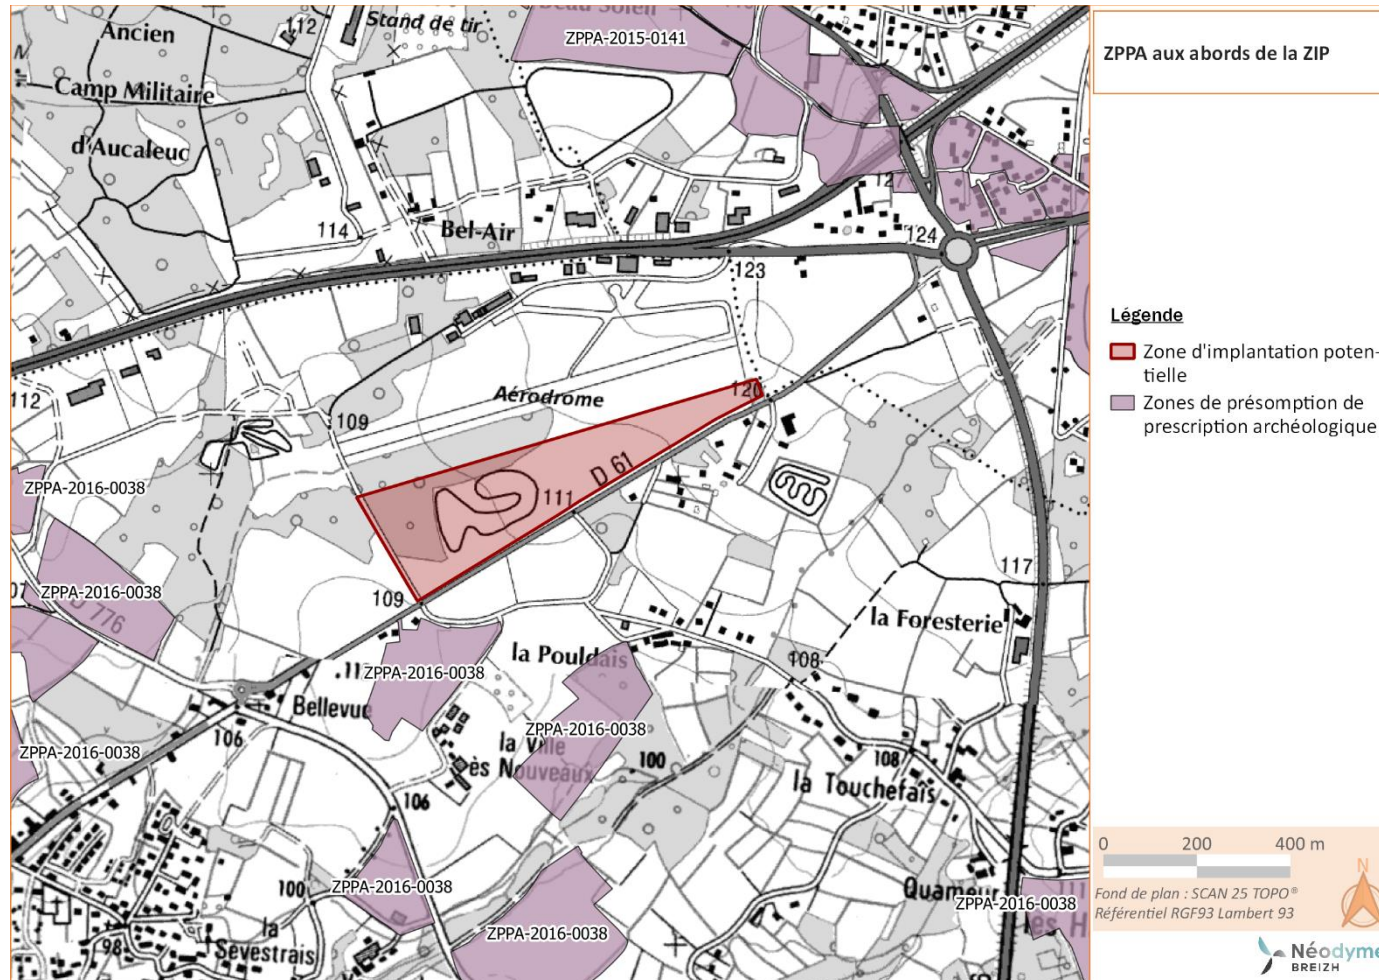 Stand de tir
Ancien
112
Camp Militaire
d'Aucaleuc
ZPPA-2015-0141
114
Bel-Air
124
123
112
109
Aérodrome
120
D 61
111
ZPPA-2016-0038
ZPPA-2016-0038
776
109
117
la Foresterie
la Pouldais
108
ZPPA-2016-0038
Bellevue
106
ZPPA-2016-0038
ZPPA-2016-0038
la Ville
ès Nouveaux
100
108
la Touchefais
106
100
ZPPA-2016-0038
Quameur
ZPPA-2016-0038
la
Sevestrais
98
ZPPA-2016-0038
ZPPA aux abords de la ZIP
Légende
Zone d'implantation poten-
tielle
Zones de présomption de
prescription archéologique
0 200 400 m
Fond de plan : SCAN 25 TOPO®
Référentiel RGF93 Lambert 93
N
Néodyme
BREIZH